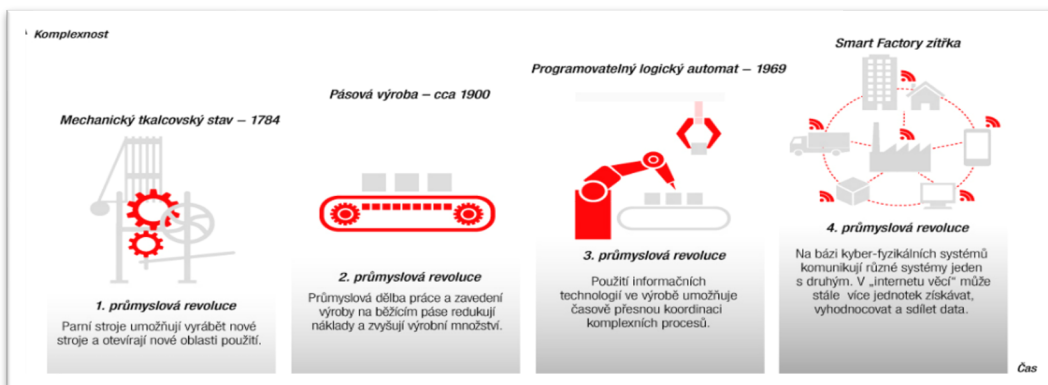 Komplexnost
Mechanický tkalcovský stav – 1784
1. průmyslová revoluce
Parní stroje umožňují vyrábět nové
stroje a otevírají nové oblasti použití.
Pásová výroba – cca 1900
2. průmyslová revoluce
Průmyslová dělba práce a zavedení
výroby na běžícím páse redukují
náklady a zvyšují výrobní množství.
Programovatelný logický automat – 1969
3. průmyslová revoluce
Použití informačních
technologií ve výrobě umožňuje
časově přesnou koordinaci
komplexních procesů.
Smart Factory zítřka
4. průmyslová revoluce
Na bázi kyber-fyzikálních systémů
komunikují různé systémy jeden
s druhým. V „internetu věcí“ může
stále více jednotek získávat,
vyhodnocovat a sdílet data.
Čas